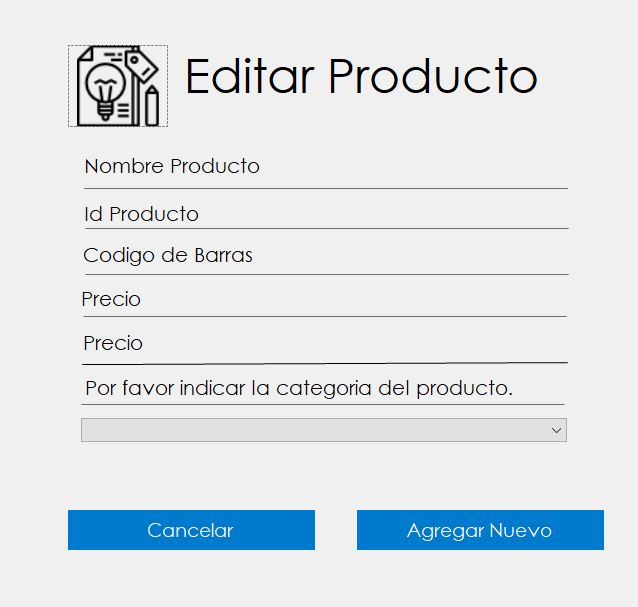 Editar Producto
Nombre Producto
Id Producto
Codigo de Barras
Precio
Precio
Por favor indicar la categoria del producto.
Cancelar
Agregar Nuevo